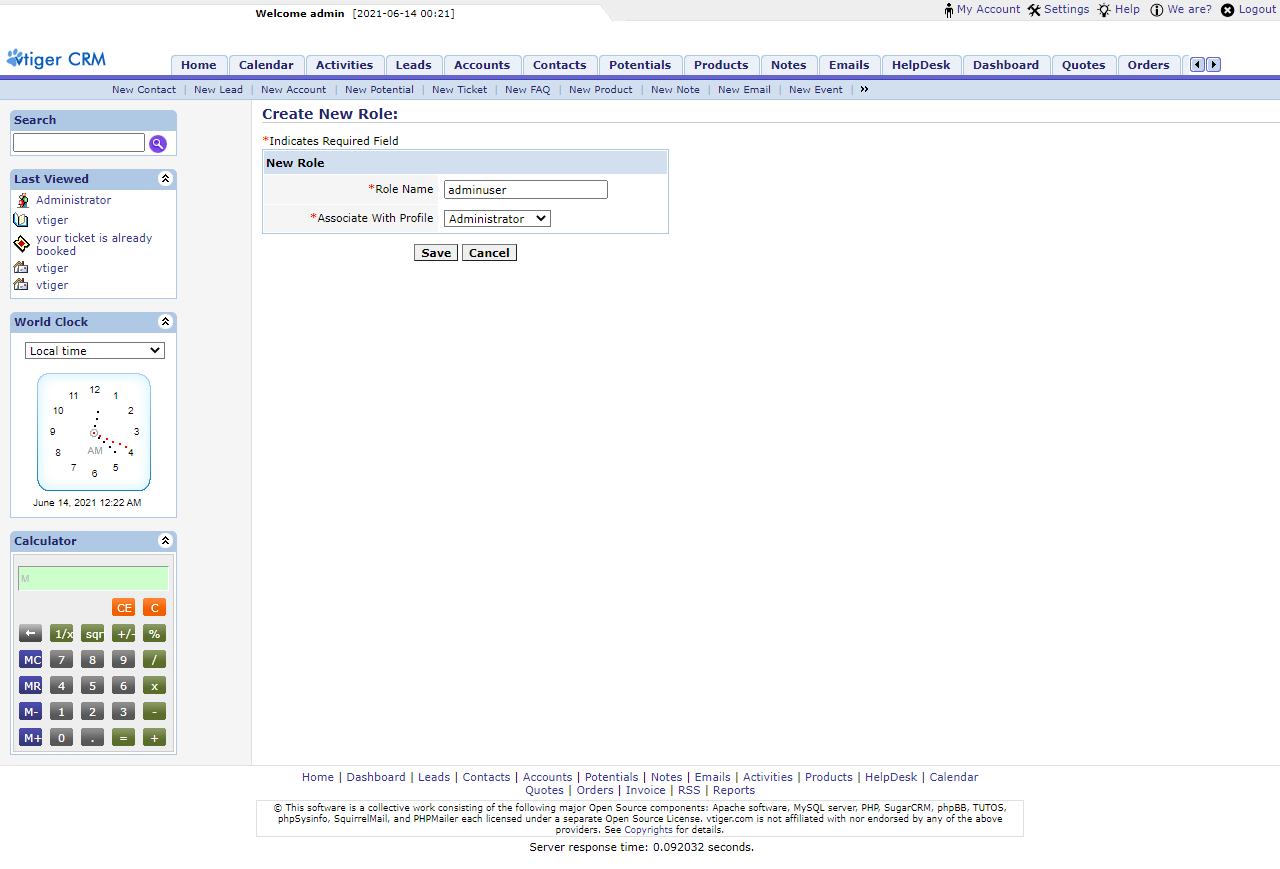 Welcome admin [2021-06-14 00:21]
My Account Settings Help We are? Logout
vtiger CRM
Home Calendar Activities Leads Accounts Contacts Potentials Products Notes Emails HelpDesk Dashboard Quotes Orders
New Contact | New Lead | New Account | New Potential | New Ticket | New FAQ | New Product | New Note | New Email | New Event | »
Search
Last Viewed
Administrator
vtiger
your ticket is already
booked
vtiger
vtiger
World Clock
Local time
12
11 1
10 2
9 3
8 AM 4
7 5
6
June 14, 2021 12:22 AM
Calculator
M
CE C
← 1/x sqr +/- %
MC 7 8 9 /
MR 4 5 6 x
M- 1 2 3 -
M+ 0 . = +
Create New Role:
*Indicates Required Field
New Role
*Role Name adminuser
*Associate With Profile Administrator
Save Cancel
Home | Dashboard | Leads | Contacts | Accounts | Potentials | Notes | Emails | Activities | Products | HelpDesk | Calendar
Quotes | Orders | Invoice | RSS | Reports
© This software is a collective work consisting of the following major Open Source components: Apache software, MySQL server, PHP, SugarCRM, phpBB, TUTOS,
phpSysinfo, SquirrelMail, and PHPMailer each licensed under a separate Open Source License. vtiger.com is not affiliated with nor endorsed by any of the above
providers. See Copyrights for details.
Server response time: 0.092032 seconds.